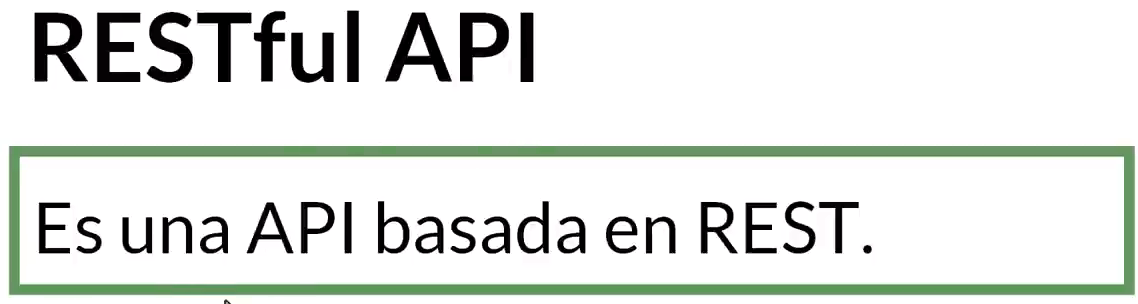 RESTful API
Es una API basada en REST.